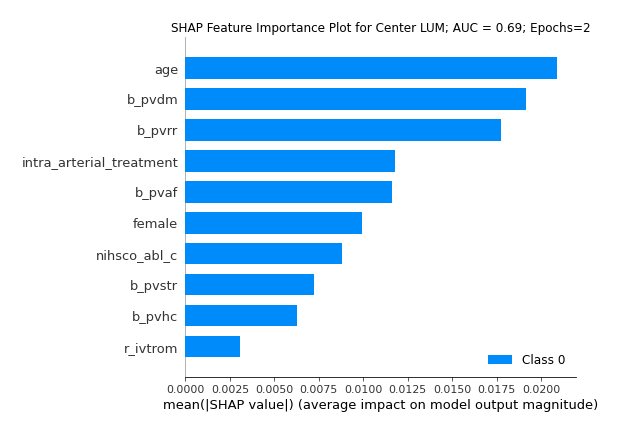 SHAP Feature Importance Plot for Center LUM; AUC = 0.69; Epochs=2
age
b_pvdm
b_pvrr
intra_arterial_treatment
b_pvaf
female
nihsco_abl_c
b_pvstr
b_pvhc
r_ivtrom
Class 0
0.0000 0.0025 0.0050 0.0075 0.0100 0.0125 0.0150 0.0175 0.0200
mean(|SHAP value|) (average impact on model output magnitude)